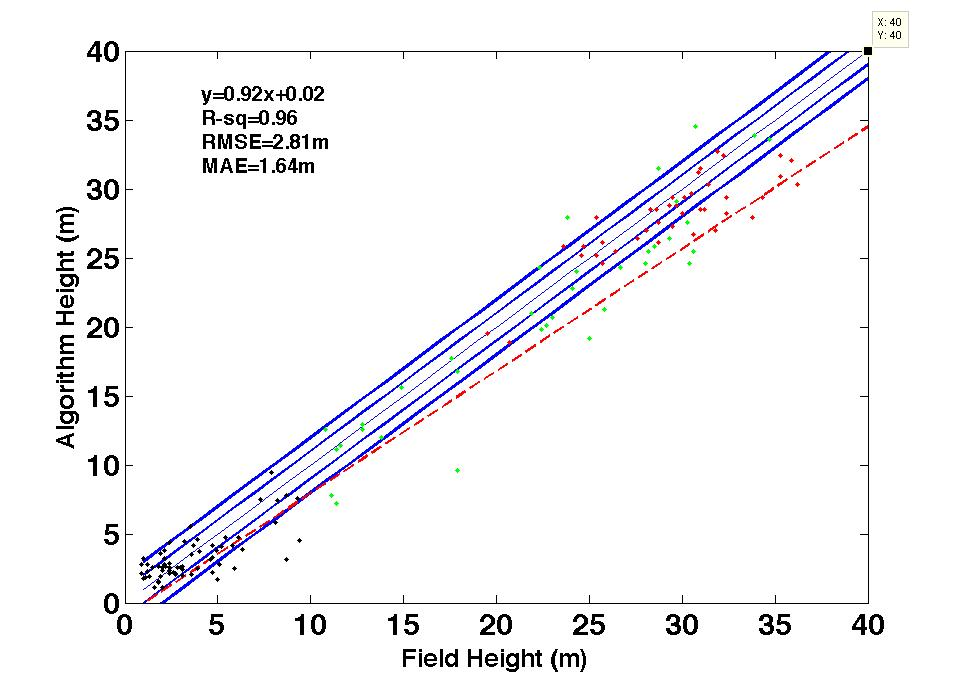 X: 40
Y: 40
y=0.92x+0.02
R-sq=0.96
RMSE=2.81m
MAE=1.64m
40
35
30
25
20
15
10
5
0
Algorithm Height (m)
0 5 10 15 20 25 30 35 40
Field Height (m)